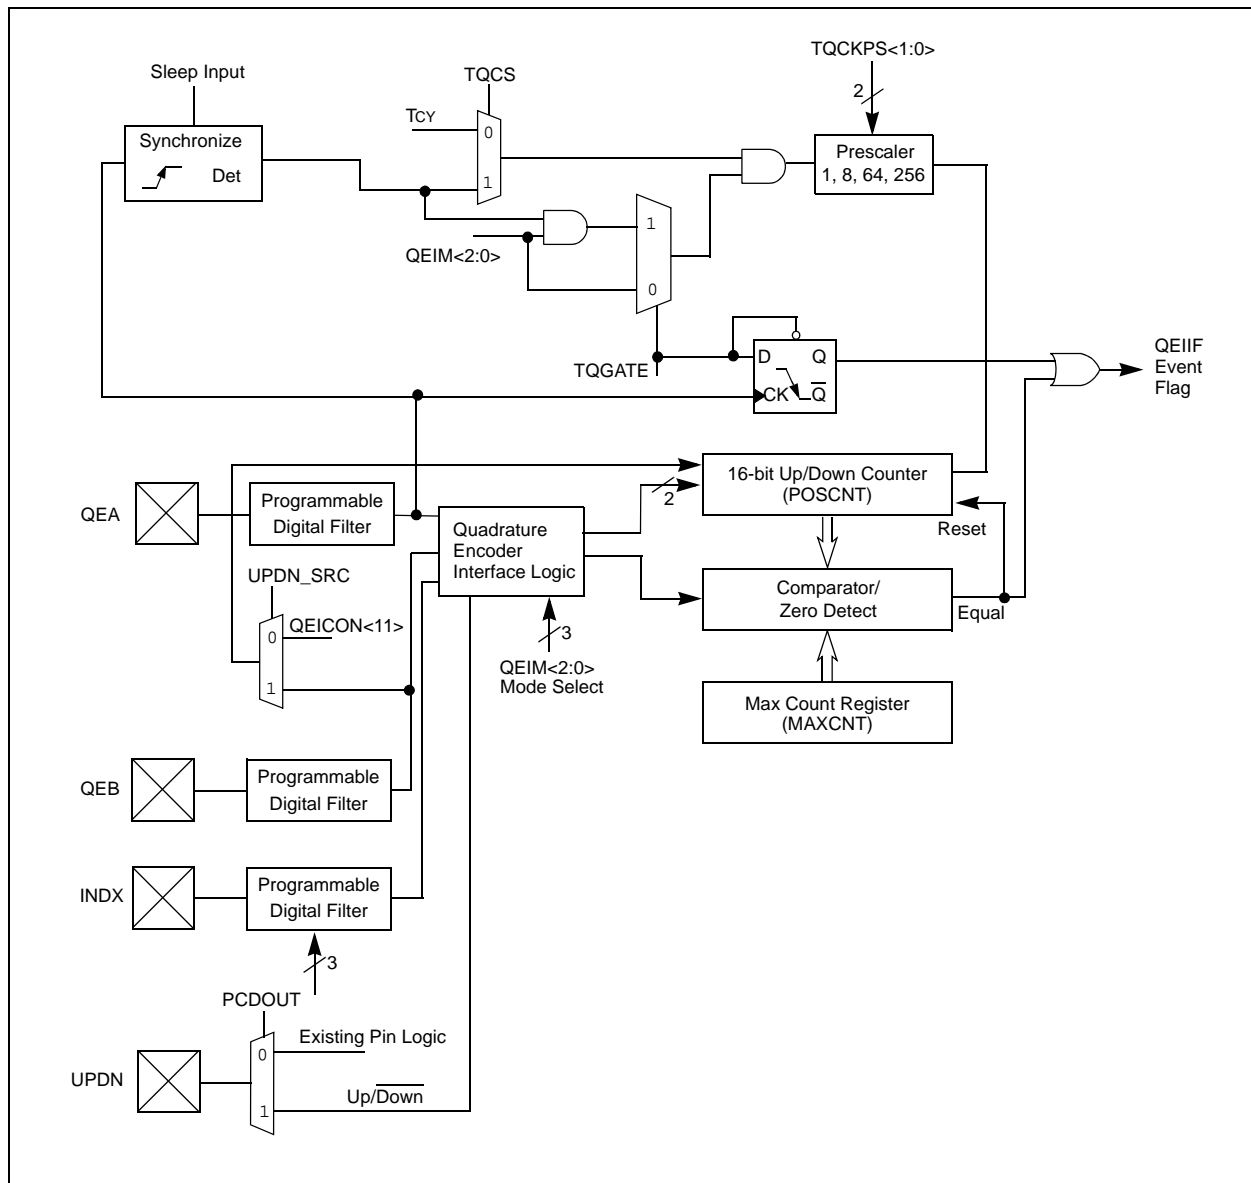 TQCKPS<1:0>
Sleep Input
TQCS
2
TCY
0
Synchronize
Det
1
Prescaler
1, 8, 64, 256
1
QEIM<2:0>
0
TQGATE
D
Q
CK
Q
QEIIF
Event
Flag
16-bit Up/Down Counter
(POSCNT)
2
Reset
QEA
Programmable
Digital Filter
Quadrature
Encoder
Interface Logic
UPDN_SRC
0
QEICON<11>
1
Comparator/
Zero Detect
Equal
3
QEIM<2:0>
Mode Select
Max Count Register
(MAXCNT)
QEB
Programmable
Digital Filter
INDX
Programmable
Digital Filter
3
PCDOUT
0
Existing Pin Logic
UPDN
Up/Down
1